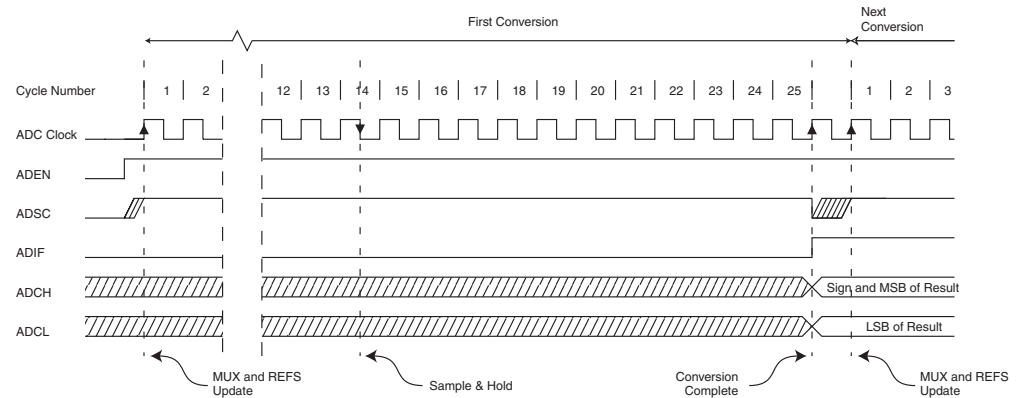 First Conversion
Next
Conversion
Cycle Number 1 2 12 13 14 15 16 17 18 19 20 21 22 23 24 25 1 2 3
ADC Clock
ADEN
ADSC
ADIF
ADCH Sign and MSB of Result
ADCL LSB of Result
MUX and REFS
Update
Sample & Hold
Conversion
Complete
MUX and REFS
Update